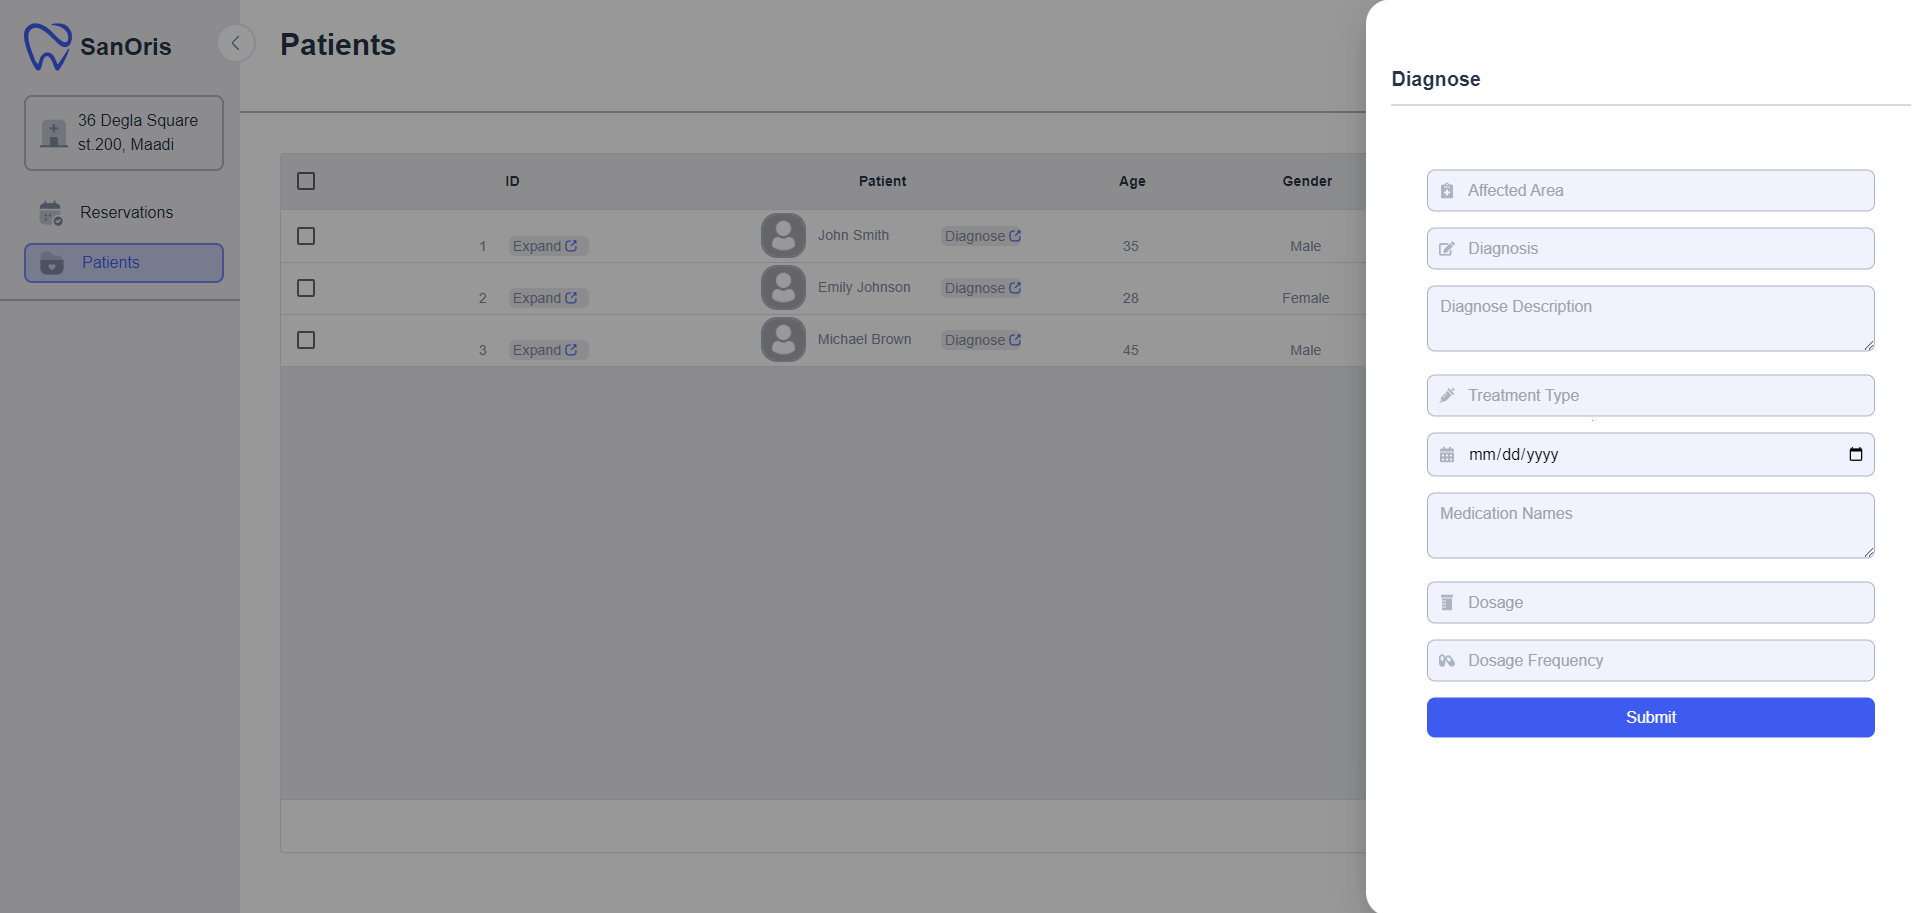 SanOris
36 Degla Square
st.200, Maadi
Reservations
Patients
Patients
ID Patient Age Gender
1 Expand John Smith Diagnose 35 Male
2 Expand Emily Johnson Diagnose 28 Female
3 Expand Michael Brown Diagnose 45 Male
Diagnose
Affected Area
Diagnosis
Diagnose Description
Treatment Type
mm/dd/yyyy
Medication Names
Dosage
Dosage Frequency
Submit